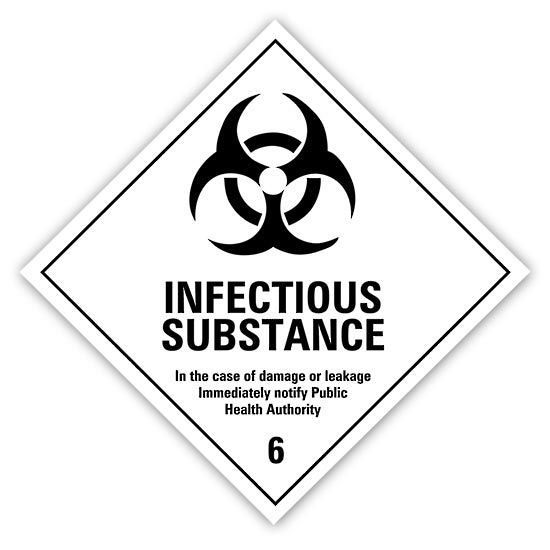 INFECTIOUS
SUBSTANCE
In the case of damage or leakage
Immediately notify Public
Health Authority
6